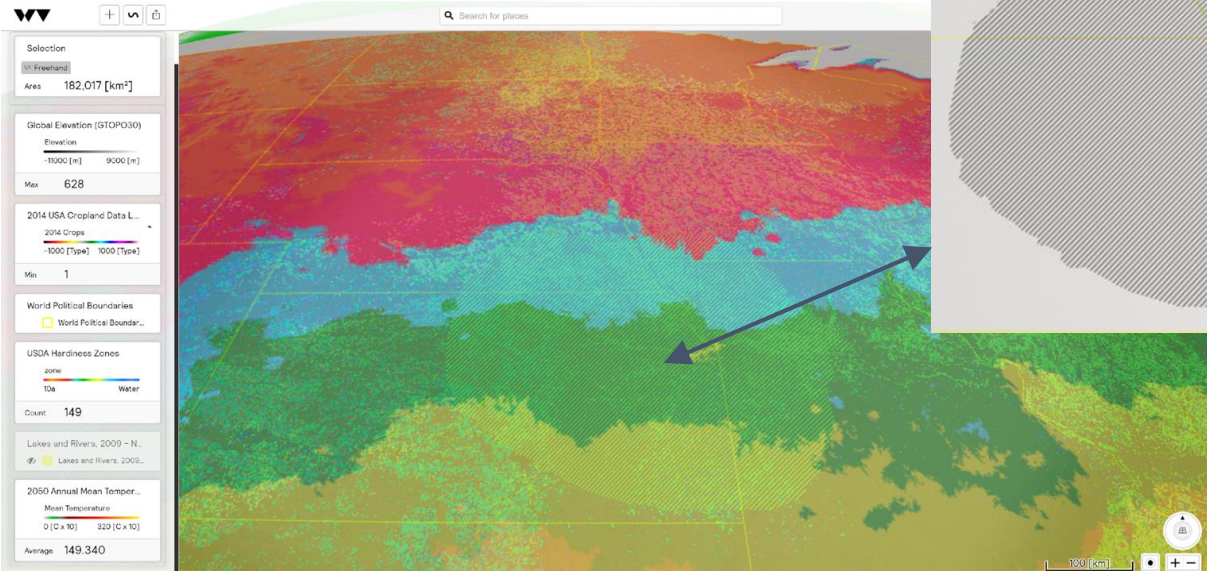 WV
Search for places
Selection
Freehand
Area 182,017 [km²]
Global Elevation (GTOPO30)
Elevation
-11000 [m] 9000 [m]
Max 628
2014 USA Cropland Data L...
2014 Crops
-1000 [Type] 1000 [Type]
Min 1
World Political Boundaries
World Political Boundar...
USDA Hardiness Zones
zone
10a Water
Count 149
Lakes and Rivers, 2009 - N...
Lakes and Rivers, 2009...
2050 Annual Mean Temper...
Mean Temperature
0 [C x 10] 320 [C x 10]
Average 149.340
100 [km]